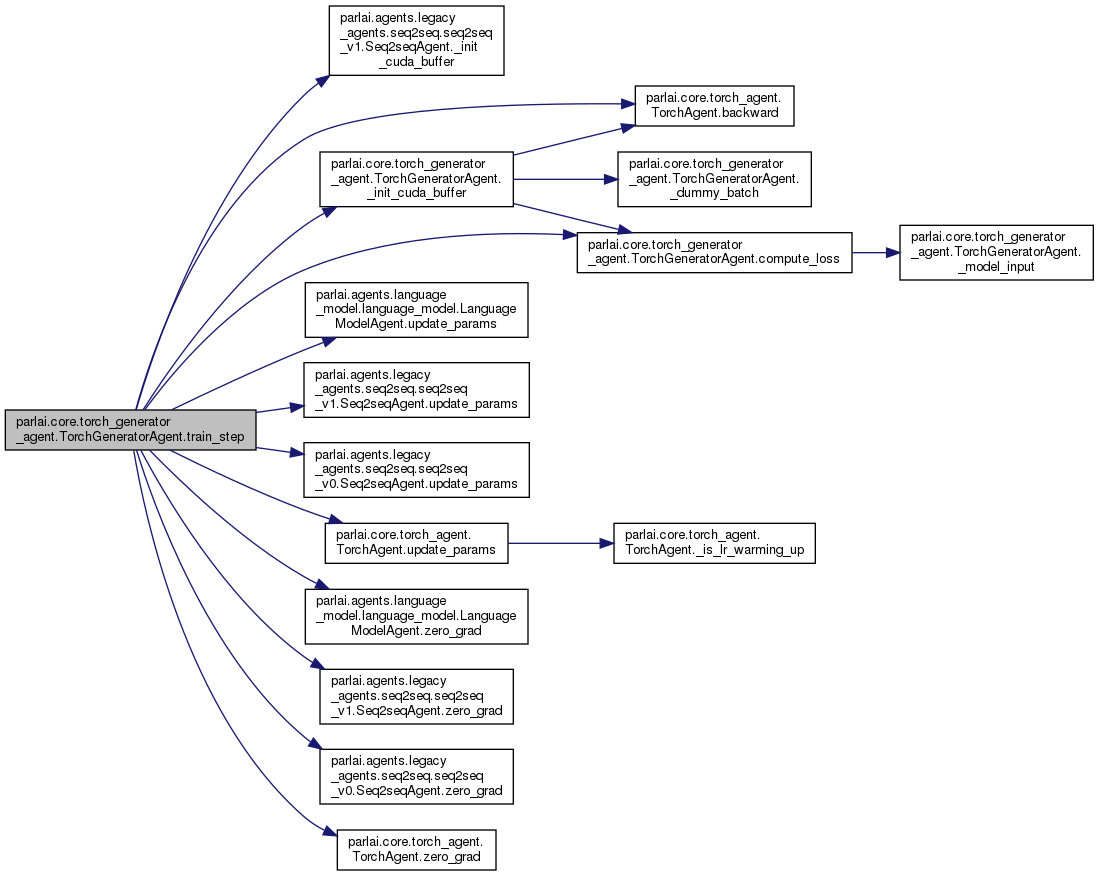 parlai.agents.legacy
_agents.seq2seq.seq2seq
_v1.Seq2seqAgent._init
_cuda_buffer
parlai.core.torch_agent.
TorchAgent.backward
parlai.core.torch_generator
_agent.TorchGeneratorAgent.
_init_cuda_buffer
parlai.core.torch_generator
_agent.TorchGeneratorAgent.
_dummy_batch
parlai.core.torch_generator
_agent.TorchGeneratorAgent.compute_loss
parlai.core.torch_generator
_agent.TorchGeneratorAgent.
_model_input
parlai.agents.language
_model.language_model.Language
ModelAgent.update_params
parlai.agents.legacy
_agents.seq2seq.seq2seq
_v1.Seq2seqAgent.update_params
parlai.core.torch_generator
_agent.TorchGeneratorAgent.train_step
parlai.agents.legacy
_agents.seq2seq.seq2seq
_v0.Seq2seqAgent.update_params
parlai.core.torch_agent.
TorchAgent.update_params
parlai.core.torch_agent.
TorchAgent._is_lr_warming_up
parlai.agents.language
_model.language_model.Language
ModelAgent.zero_grad
parlai.agents.legacy
_agents.seq2seq.seq2seq
_v1.Seq2seqAgent.zero_grad
parlai.agents.legacy
_agents.seq2seq.seq2seq
_v0.Seq2seqAgent.zero_grad
parlai.core.torch_agent.
TorchAgent.zero_grad